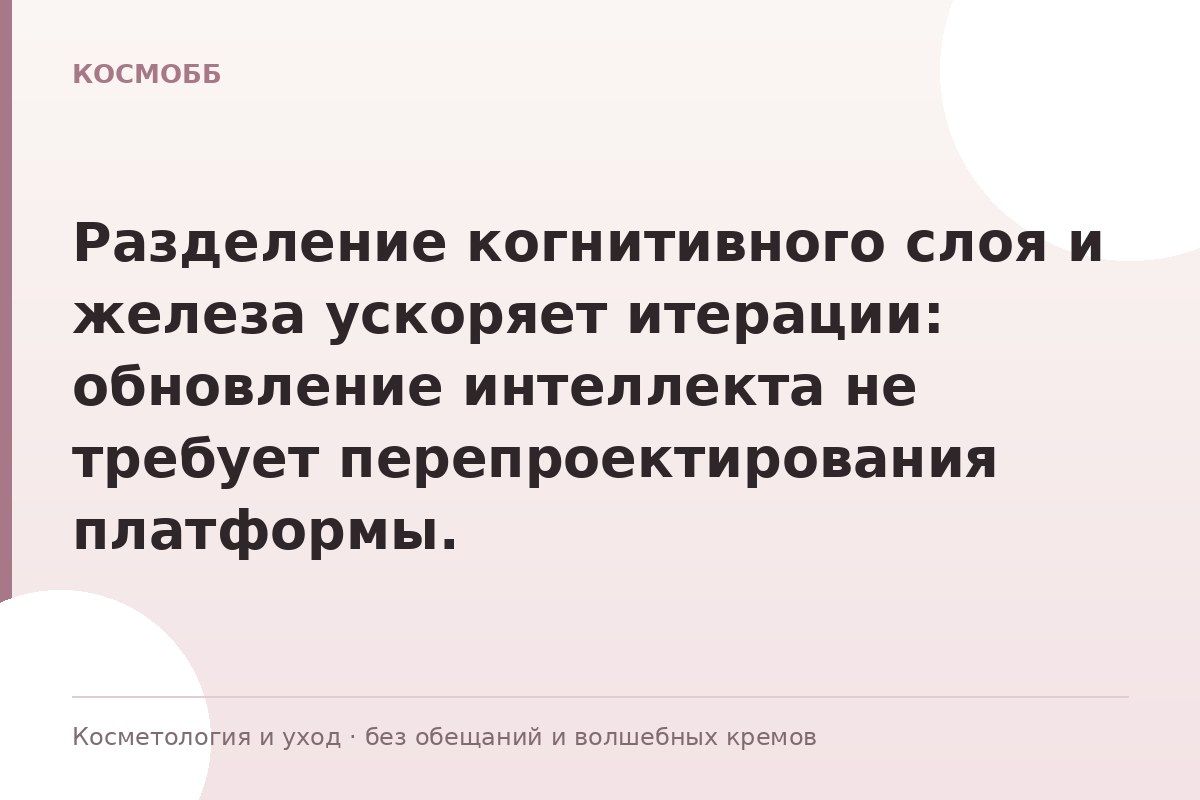 КОСМОББ
Разделение когнитивного слоя и
железа ускоряет итерации:
обновление интеллекта не
требует перепроектирования
платформы.
Косметология и уход · без обещаний и волшебных кремов